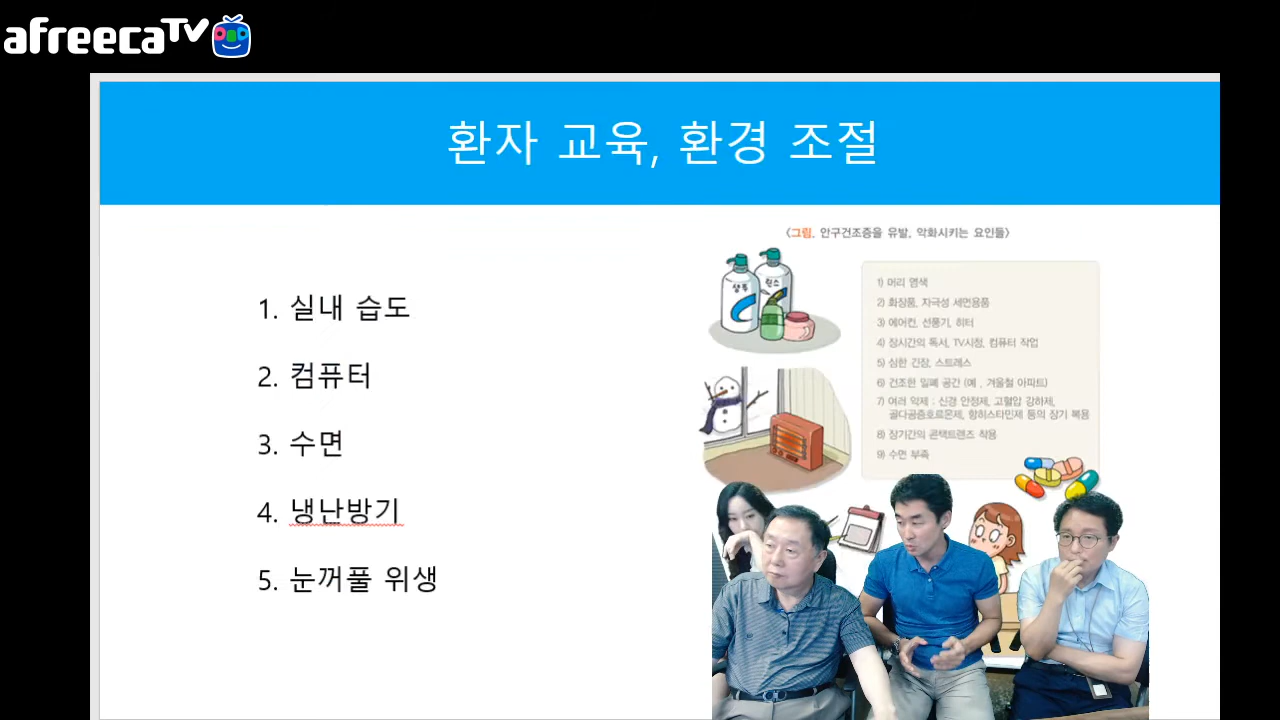 afreecaTV
환자 교육, 환경 조절
1. 실내 습도
2. 컴퓨터
3. 수면
4. 냉난방기
5. 눈꺼풀 위생
〈그림. 안구건조증을 유발, 악화시키는 요인들〉
샴푸
린스
1) 머리 염색
2) 화장품, 자극성 세면용품
3) 에어컨, 선풍기, 히터
4) 장시간의 독서, TV시청, 컴퓨터 작업
5) 심한 긴장, 스트레스
6) 건조한 밀폐 공간 (예 , 겨울철 아파트)
7) 여러 약제 : 신경 안정제, 고혈압 강하제,
골다공증호르몬제, 항히스타민제 등의 장기 복용
8) 장기간의 콘택트렌즈 착용
9) 수면 부족